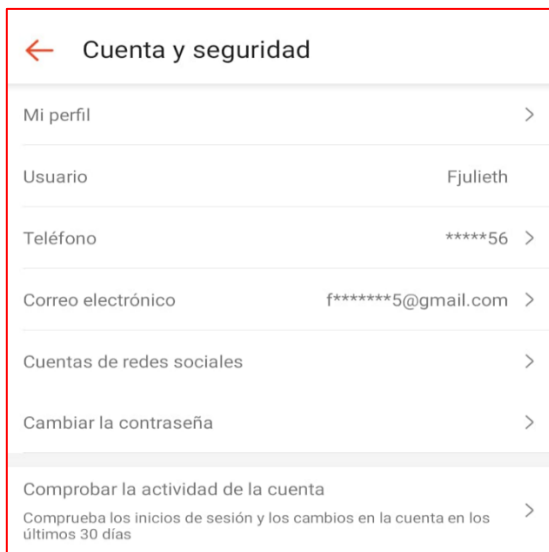 Cuenta y seguridad
Mi perfil
Usuario Fjulieth
Teléfono *****56
Correo electrónico f*******5@gmail.com
Cuentas de redes sociales
Cambiar la contraseña
Comprobar la actividad de la cuenta
Comprueba los inicios de sesión y los cambios en la cuenta en los
últimos 30 días